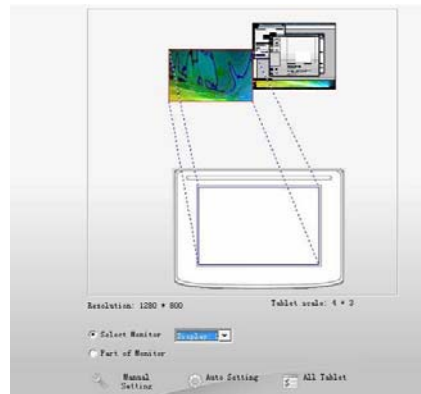 Resolution: 1280 * 800
Tablet scale: 4 * 3
Select Monitor
Display:
Part of Monitor
Manual Setting
Auto Setting
All Tablet